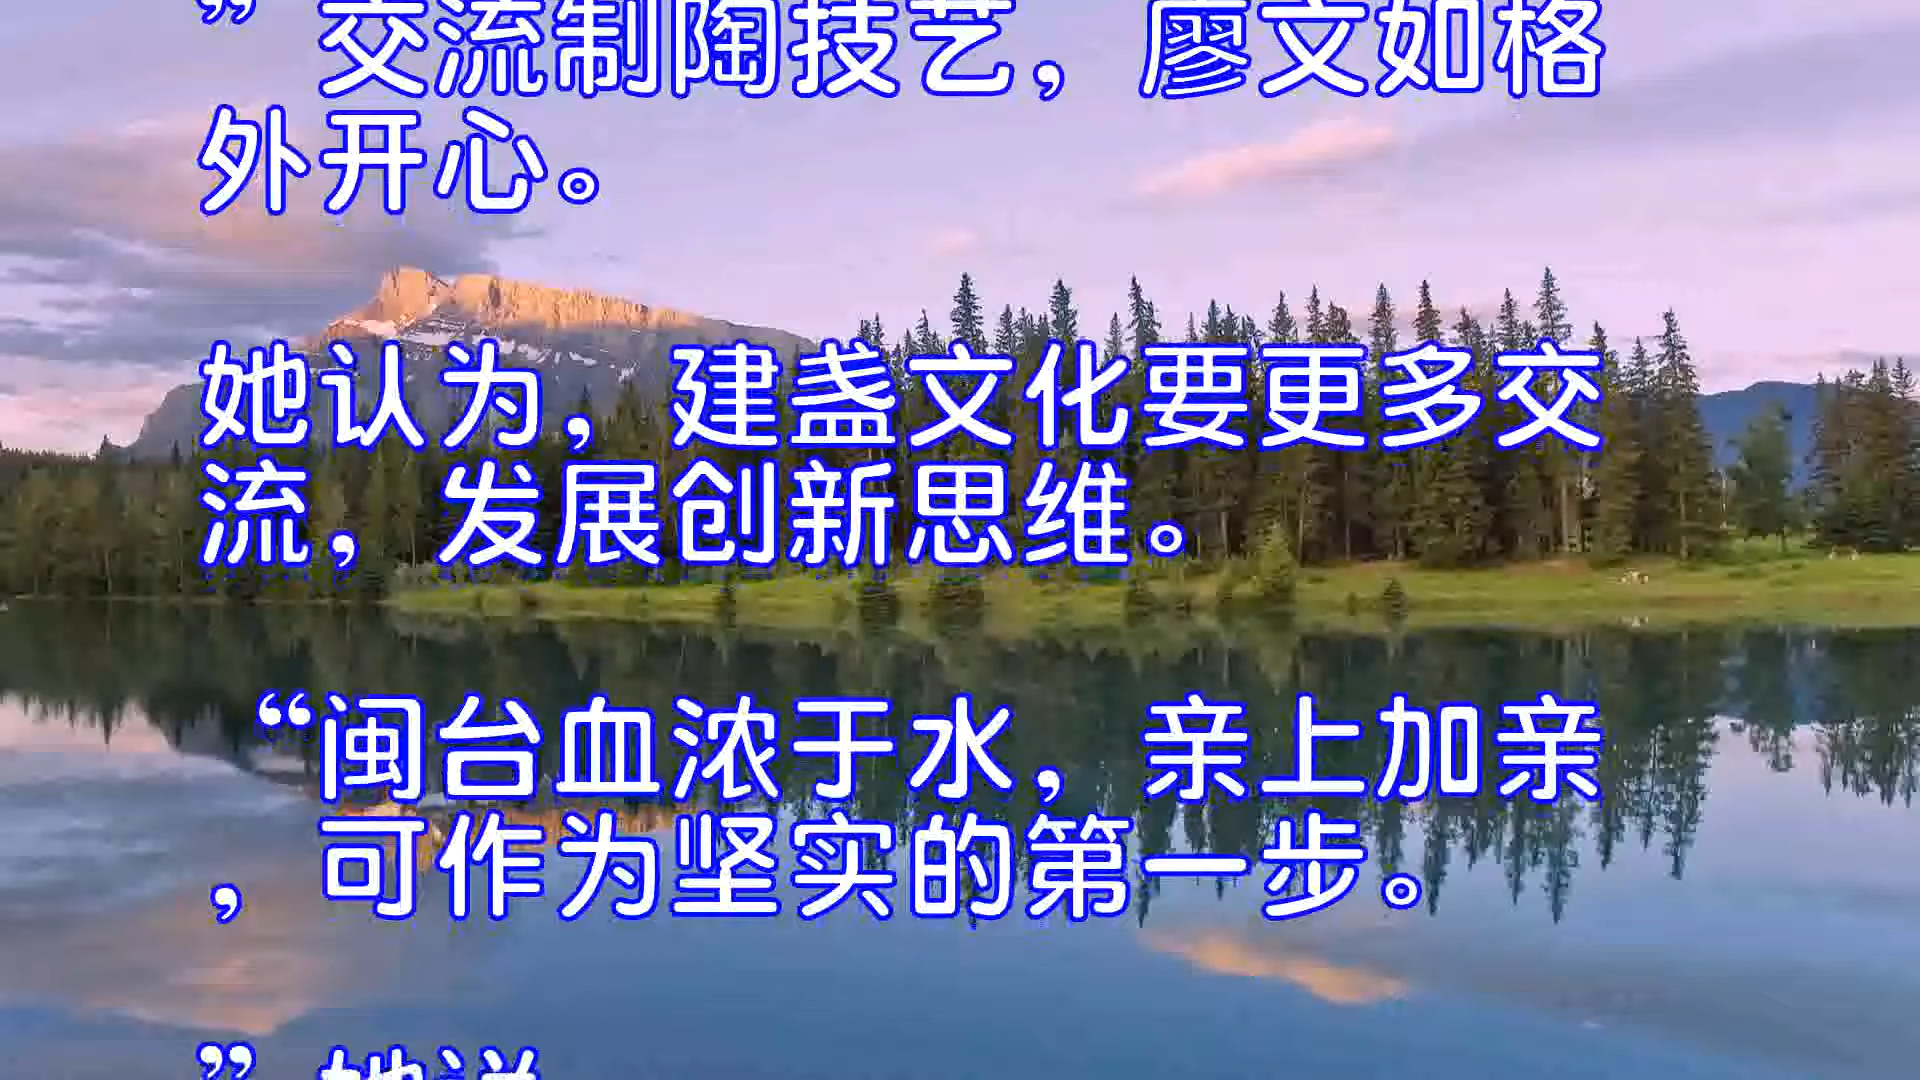 ”交流制陶技艺，廖文如格
外开心。
她认为，建盏文化要更多交
流，发展创新思维。
“闽台血浓于水，亲上加亲
，可作为坚实的第一步。
”她说